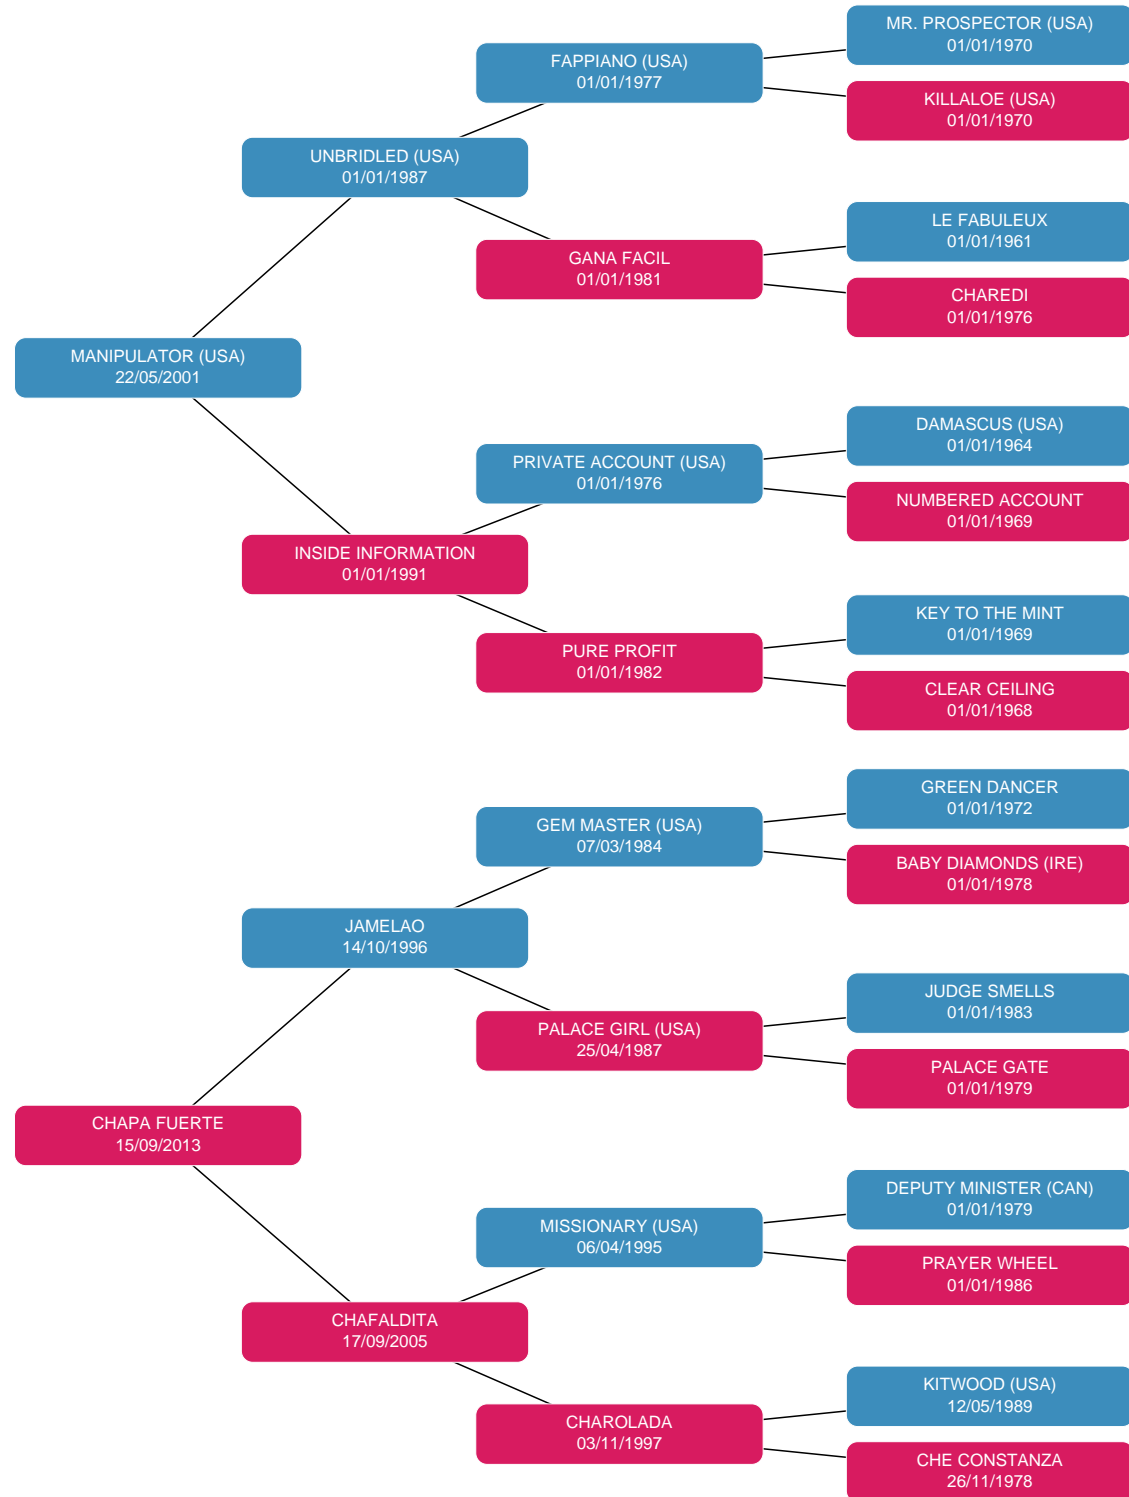 MR. PROSPECTOR (USA)
01/01/1970
FAPPIANO (USA)
01/01/1977
KILLALOE (USA)
01/01/1970
UNBRIDLED (USA)
01/01/1987
LE FABULEUX
01/01/1961
GANA FACIL
01/01/1981
CHAREDI
01/01/1976
MANIPULATOR (USA)
22/05/2001
DAMASCUS (USA)
01/01/1964
PRIVATE ACCOUNT (USA)
01/01/1976
NUMBERED ACCOUNT
01/01/1969
INSIDE INFORMATION
01/01/1991
KEY TO THE MINT
01/01/1969
PURE PROFIT
01/01/1982
CLEAR CEILING
01/01/1968
GREEN DANCER
01/01/1972
GEM MASTER (USA)
07/03/1984
BABY DIAMONDS (IRE)
01/01/1978
JAMELAO
14/10/1996
JUDGE SMELLS
01/01/1983
PALACE GIRL (USA)
25/04/1987
PALACE GATE
01/01/1979
CHAPA FUERTE
15/09/2013
DEPUTY MINISTER (CAN)
01/01/1979
MISSIONARY (USA)
06/04/1995
PRAYER WHEEL
01/01/1986
CHAFALDITA
17/09/2005
KITWOOD (USA)
12/05/1989
CHAROLADA
03/11/1997
CHE CONSTANZA
26/11/1978